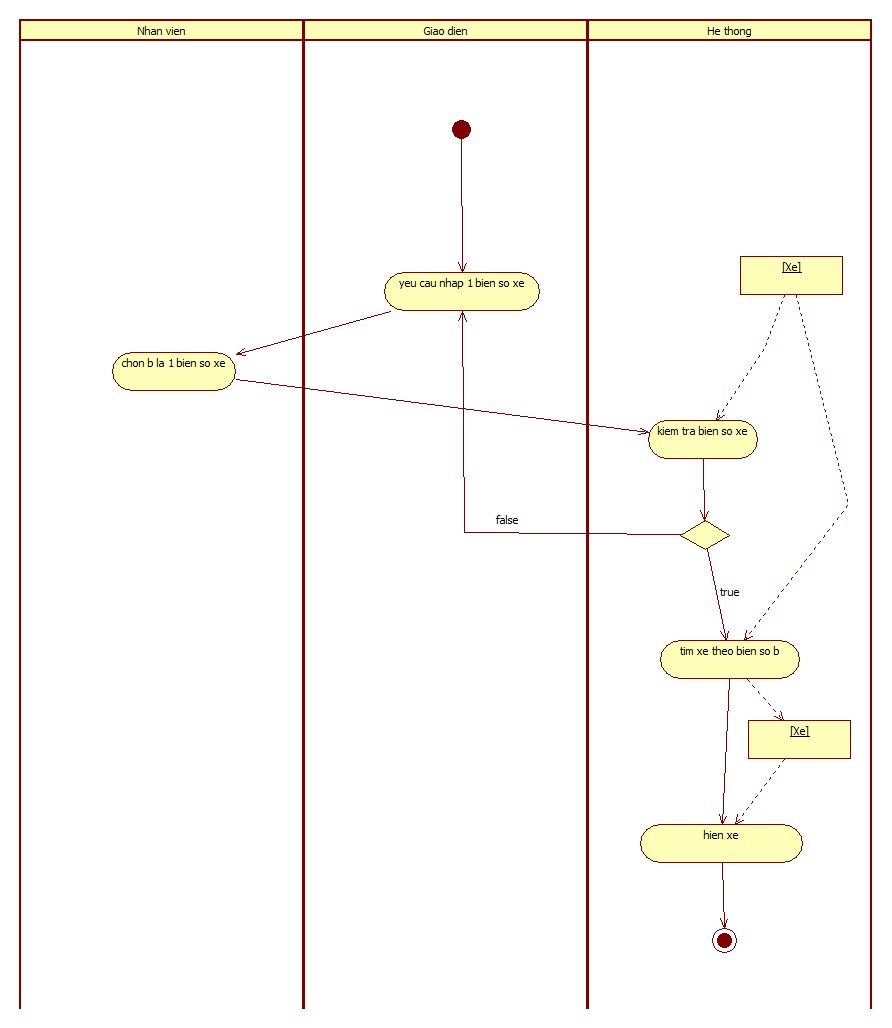 Nhan vien
Giao dien
He thong
[Xe]
yeu cau nhap 1 bien so xe
chon b la 1 bien so xe
kiem tra bien so xe
false
true
tim xe theo bien so b
[Xe]
hien xe